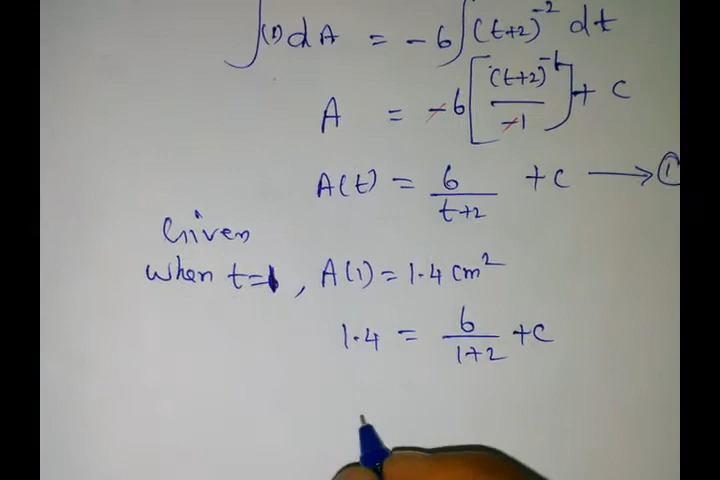 ∫(1) dA = -6 ∫(t+2)^-2 dt
A = -6 [ (t+2)^-1 / -1 ] + C
A(t) = 6/(t+2) + C ⟶ ①
Given
when t=1, A(1) = 1.4 cm²
1.4 = 6/(1+2) + C